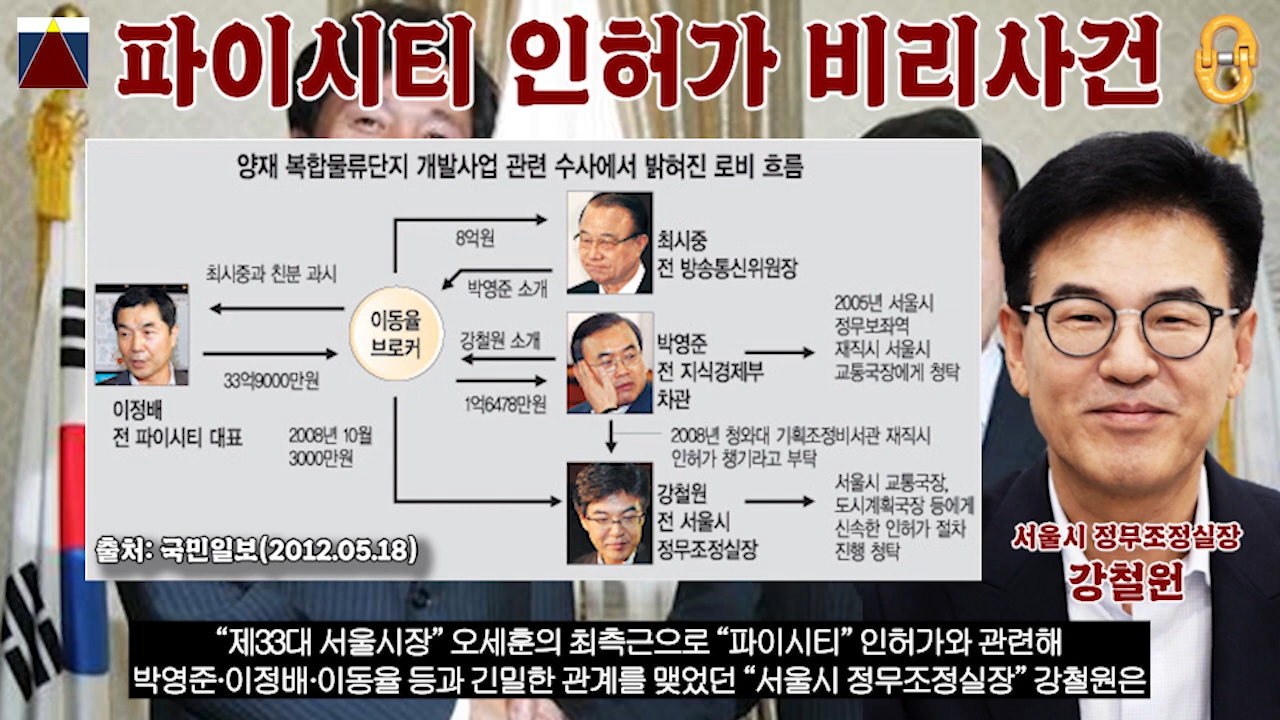 파이시티 인허가 비리사건
양재 복합물류단지 개발사업 관련 수사에서 밝혀진 로비 흐름
8억원
최시중
전 방송통신위원장
최시중과 친분 과시
박영준 소개
이동율
브로커
33억9000만원
이정배
전 파이시티 대표
강철원 소개
1억6478만원
박영준
전 지식경제부
차관
2005년 서울시
정무보좌역
재직시 서울시
교통국장에게 청탁
2008년 10월
3000만원
2008년 청와대 기획조정비서관 재직시
인허가 챙기라고 부탁
강철원
전 서울시
정무조정실장
서울시 교통국장,
도시계획국장 등에게
신속한 인허가 절차
진행 청탁
출처: 국민일보(2012.05.18)
서울시 정무조정실장
강철원
“제33대 서울시장” 오세훈의 최측근으로 “파이시티” 인허가와 관련해
박영준·이정배·이동율 등과 긴밀한 관계를 맺었던 “서울시 정무조정실장” 강철원은